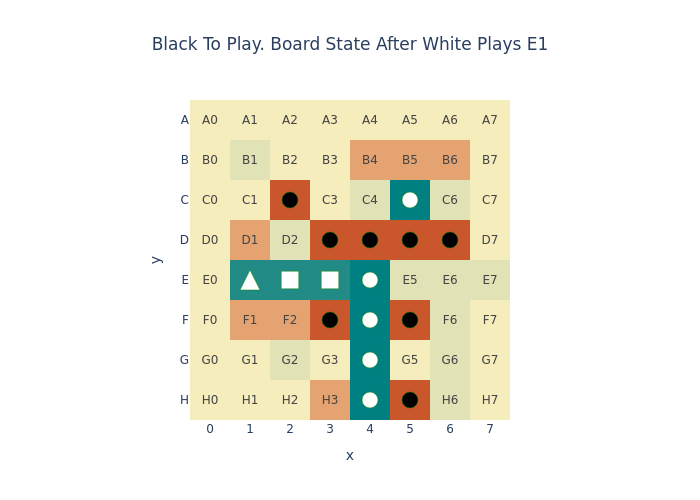 Black To Play. Board State After White Plays E1
A A0 A1 A2 A3 A4 A5 A6 A7
B B0 B1 B2 B3 B4 B5 B6 B7
C C0 C1 C3 C4 C6 C7
D D0 D1 D2 D7
y
E E0 E5 E6 E7
F F0 F1 F2 F6 F7
G G0 G1 G2 G3 G5 G6 G7
H H0 H1 H2 H3 H6 H7
0 1 2 3 4 5 6 7
x